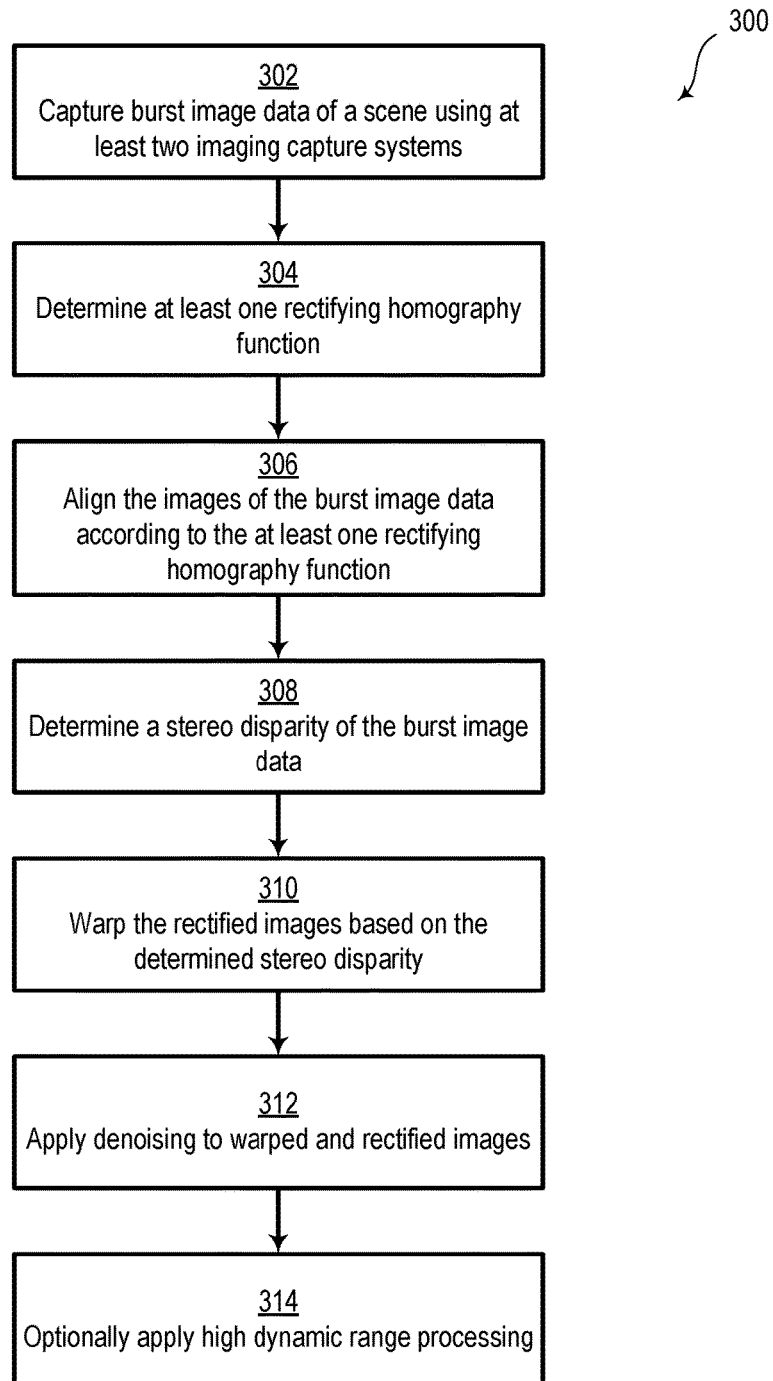 300
302
Capture burst image data of a scene using at
least two imaging capture systems
304
Determine at least one rectifying homography
function
306
Align the images of the burst image data
according to the at least one rectifying
homography function
308
Determine a stereo disparity of the burst image
data
310
Warp the rectified images based on the
determined stereo disparity
312
Apply denoising to warped and rectified images
314
Optionally apply high dynamic range processing